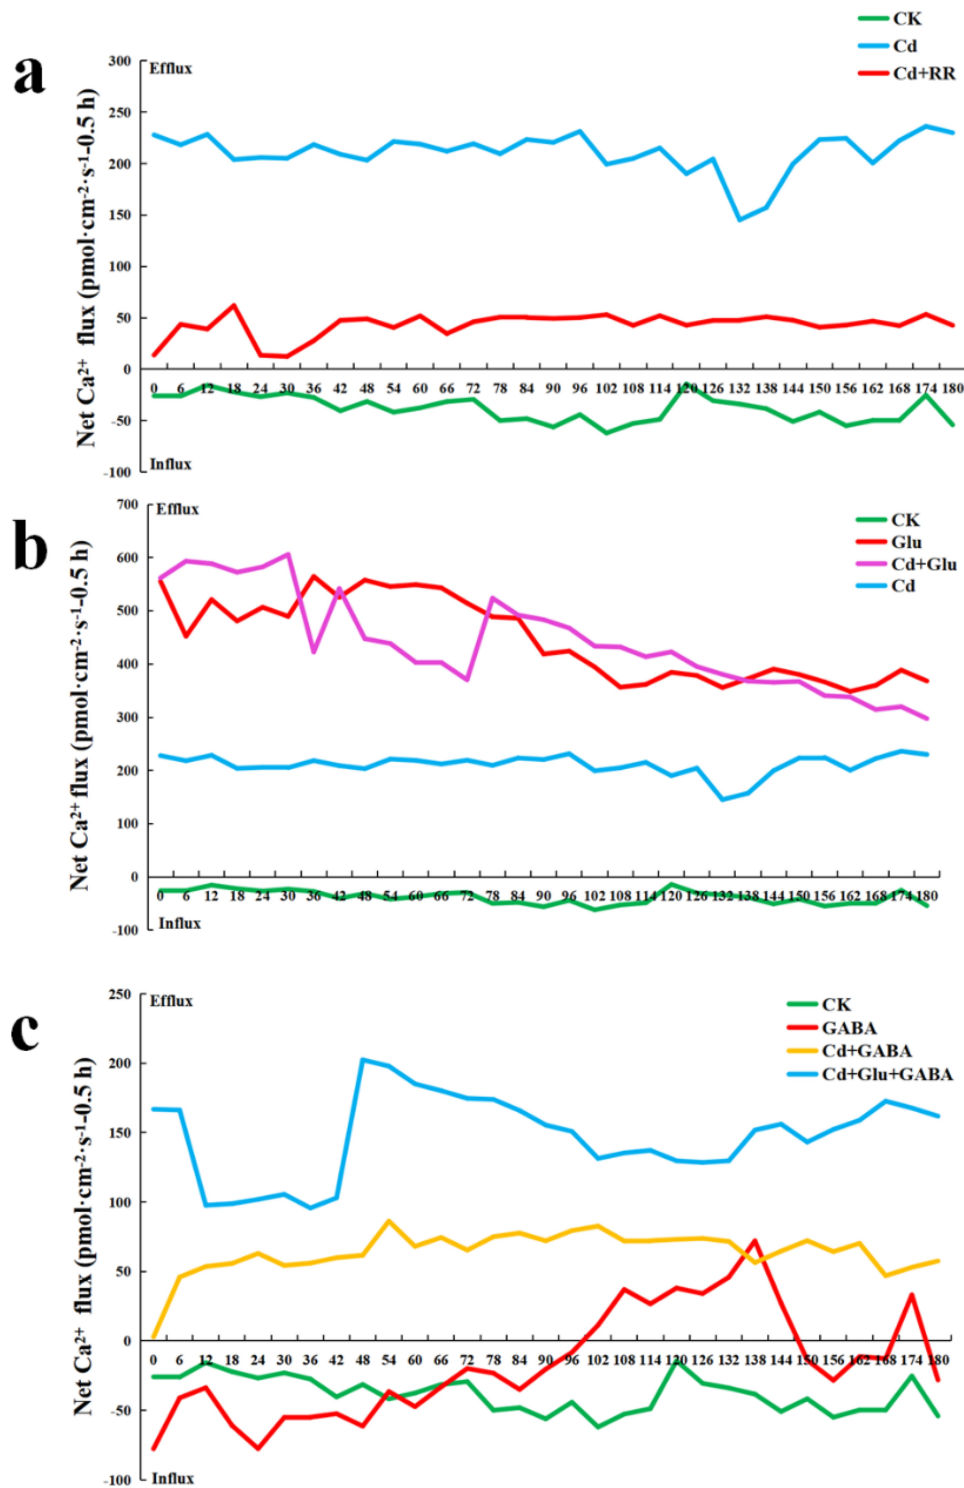 a
CK
Cd
Cd+RR
Net Ca²⁺ flux (pmol·cm⁻²·s⁻¹·0.5 h)
Efflux
300
250
200
150
100
50
0
-50
-100
0 6 12 18 24 30 36 42 48 54 60 66 72 78 84 90 96 102 108 114 120 126 132 138 144 150 156 162 168 174 180
Influx
b
CK
Glu
Cd+Glu
Cd
Net Ca²⁺ flux (pmol·cm⁻²·s⁻¹-0.5 h)
Efflux
700
600
500
400
300
200
100
0
-100
0 6 12 18 24 30 36 42 48 54 60 66 72 78 84 90 96 102 108 114 120 126 132 138 144 150 156 162 168 174 180
Influx
c
CK
GABA
Cd+GABA
Cd+Glu+GABA
Net Ca²⁺ flux (pmol·cm⁻²·s⁻¹-0.5 h)
Efflux
250
200
150
100
50
0
-50
-100
0 6 12 18 24 30 36 42 48 54 60 66 72 78 84 90 96 102 108 114 120 126 132 138 144 150 156 162 168 174 180
Influx